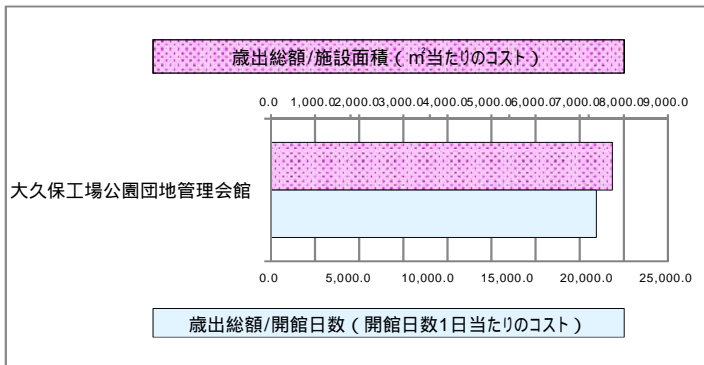 歳出総額/施設面積（㎡当たりのコスト）
0.0 1,000.0 2,000.0 3,000.0 4,000.0 5,000.0 6,000.0 7,000.0 8,000.0 9,000.0
大久保工場公園団地管理会館
0.0 5,000.0 10,000.0 15,000.0 20,000.0 25,000.0
歳出総額/開館日数（開館日数1日当たりのコスト）